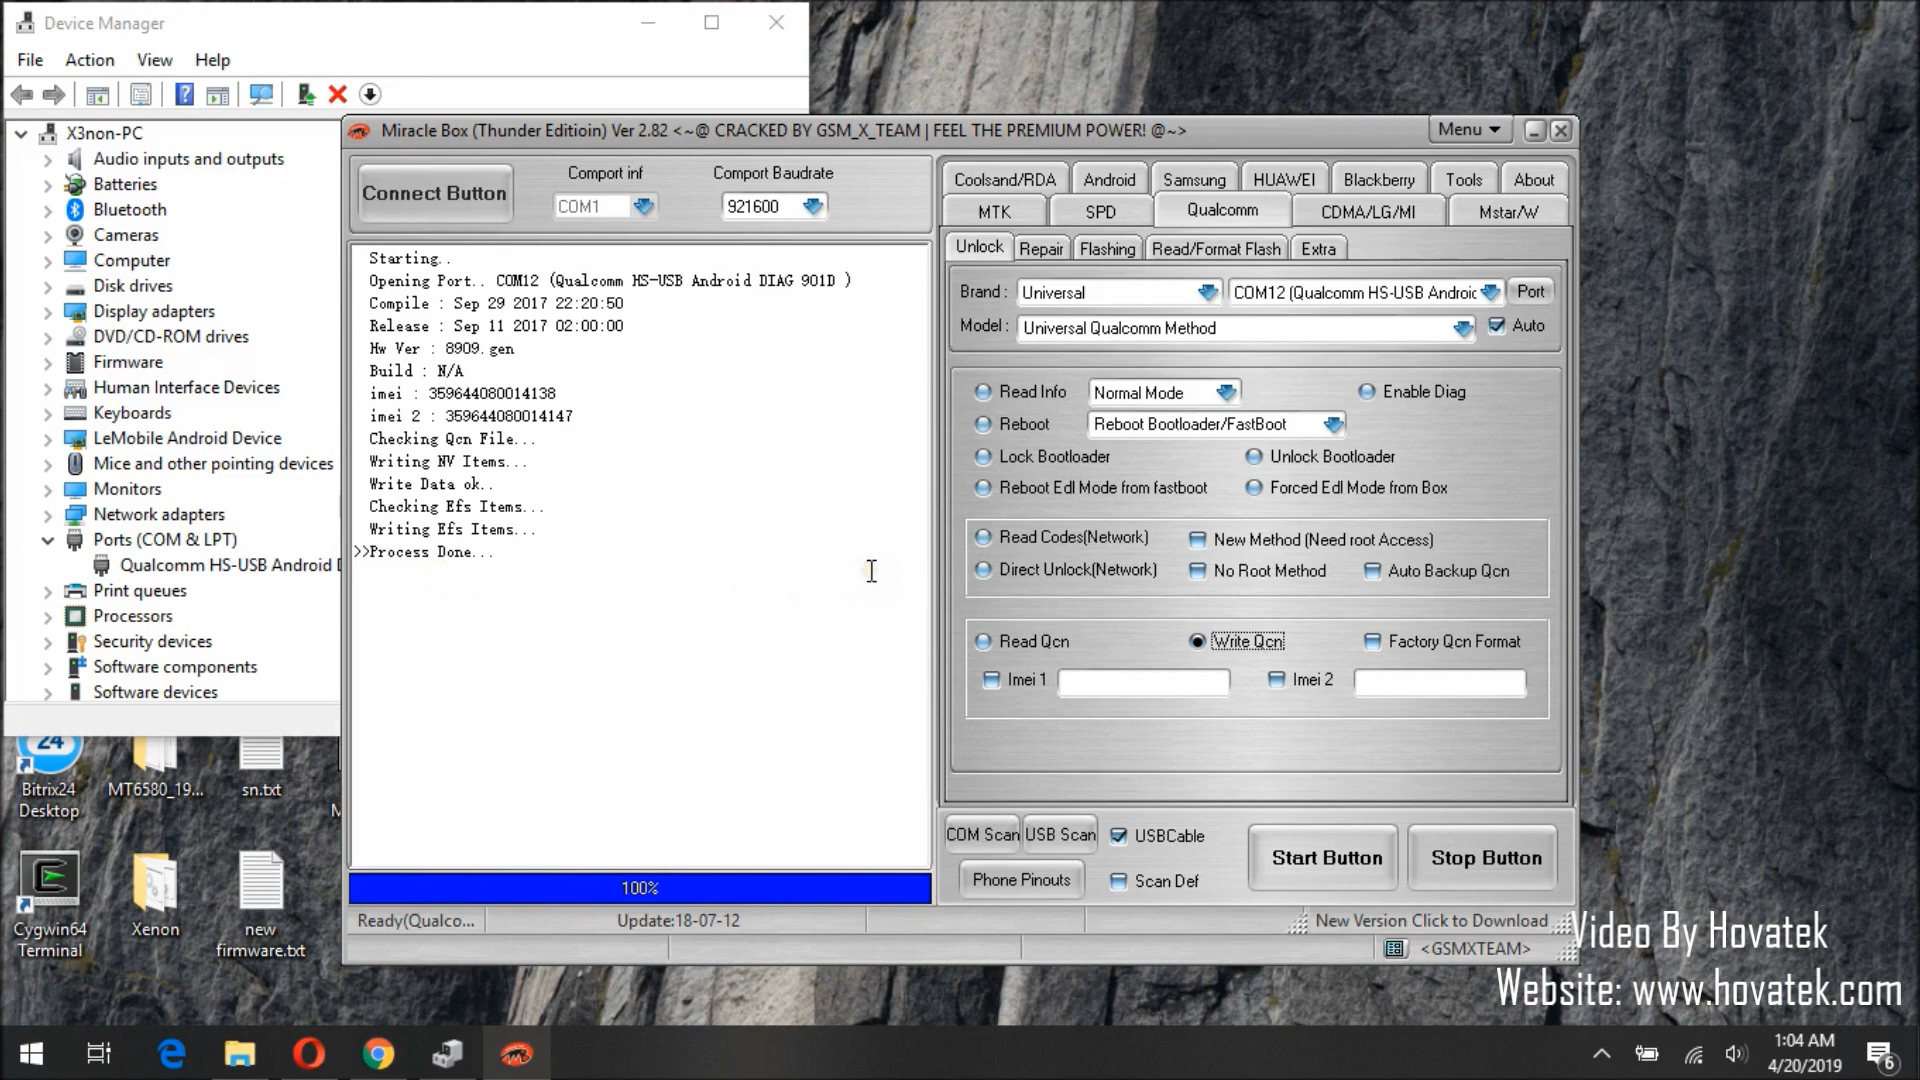 Device Manager
File Action View Help
X3non-PC
Audio inputs and outputs
Batteries
Bluetooth
Cameras
Computer
Disk drives
Display adapters
DVD/CD-ROM drives
Firmware
Human Interface Devices
Keyboards
LeMobile Android Device
Mice and other pointing devices
Monitors
Network adapters
Ports (COM & LPT)
Qualcomm HS-USB Android D
Print queues
Processors
Security devices
Software components
Software devices
Miracle Box (Thunder Editioin) Ver 2.82 <~@ CRACKED BY GSM_X_TEAM | FEEL THE PREMIUM POWER! @~>
Menu
Connect Button
Comport inf
COM1
Comport Baudrate
921600
Starting..
Opening Port.. COM12 (Qualcomm HS-USB Android DIAG 901D )
Compile : Sep 29 2017 22:20:50
Release : Sep 11 2017 02:00:00
Hw Ver : 8909.gen
Build : N/A
imei : 359644080014138
imei 2 : 359644080014147
Checking Qcn File...
Writing NV Items...
Write Data ok..
Checking Efs Items...
Writing Efs Items...
>>Process Done...
100%
Coolsand/RDA Android Samsung HUAWEI Blackberry Tools About
MTK SPD Qualcomm CDMA/LG/MI Mstar/W
Unlock Repair Flashing Read/Format Flash Extra
Brand : Universal COM12 (Qualcomm HS-USB Androic Port
Model : Universal Qualcomm Method Auto
Read Info Normal Mode Enable Diag
Reboot Reboot Bootloader/FastBoot
Lock Bootloader Unlock Bootloader
Reboot Edl Mode from fastboot Forced Edl Mode from Box
Read Codes(Network) New Method (Need root Access)
Direct Unlock(Network) No Root Method Auto Backup Qcn
Read Qcn Write Qcn Factory Qcn Format
Imei 1 Imei 2
COM Scan USB Scan USBCable
Phone Pinouts Scan Def
Start Button Stop Button
Ready(Qualco... Update:18-07-12 New Version Click to Download
<GSMXTEAM>
24
Bitrix24 Desktop
MT6580_19...
sn.txt
Cygwin64 Terminal
Xenon
new firmware.txt
Video By Hovatek
Website: www.hovatek.com
1:04 AM
4/20/2019
6